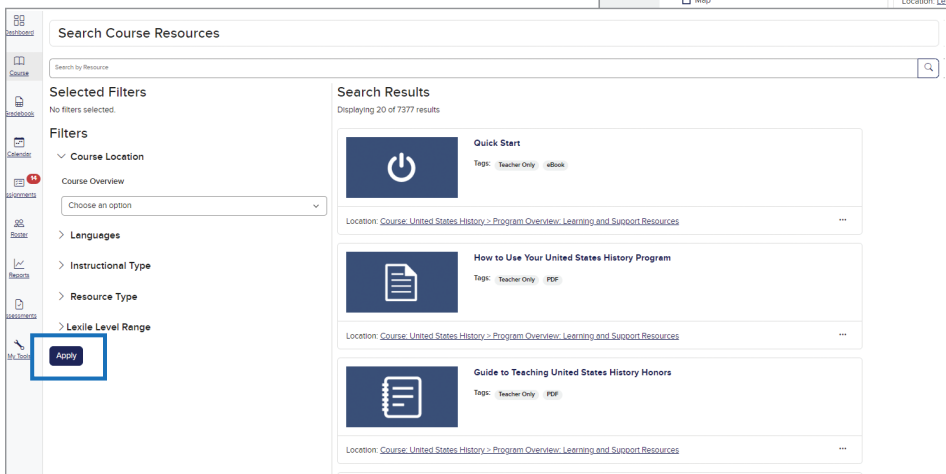 Map
Location:
Dashboard
Search Course Resources
Course
Search by Resource
Gradebook
Calendar
14
Roster
Reports
My Tools
Selected Filters
No filters selected.
Filters
Course Location
Course Overview
Choose an option
Languages
Instructional Type
Resource Type
Lexile Level Range
Apply
Search Results
Displaying 20 of 7377 results
Quick Start
Tags: Teacher Only eBook
Location: Course: United States History > Program Overview: Learning and Support Resources
How to Use Your United States History Program
Tags: Teacher Only PDF
Location: Course: United States History > Program Overview: Learning and Support Resources
Guide to Teaching United States History Honors
Tags: Teacher Only PDF
Location: Course: United States History > Program Overview: Learning and Support Resources